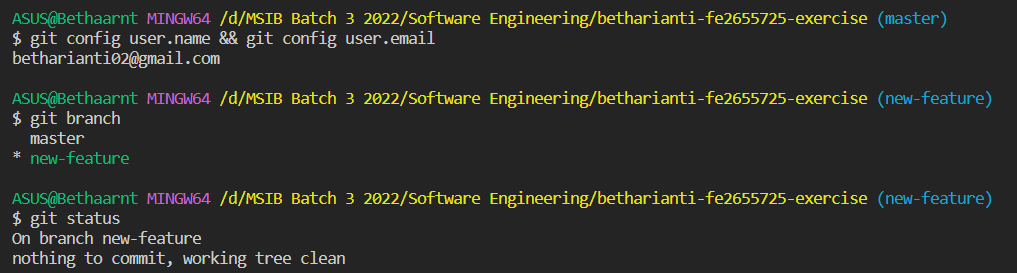 ASUS@Bethaarnt MINGW64 /d/MSIB Batch 3 2022/Software Engineering/betharianti-fe2655725-exercise (master)
$ git config user.name && git config user.email
betharianti02@gmail.com
ASUS@Bethaarnt MINGW64 /d/MSIB Batch 3 2022/Software Engineering/betharianti-fe2655725-exercise (new-feature)
$ git branch
master
* new-feature
ASUS@Bethaarnt MINGW64 /d/MSIB Batch 3 2022/Software Engineering/betharianti-fe2655725-exercise (new-feature)
$ git status
On branch new-feature
nothing to commit, working tree clean